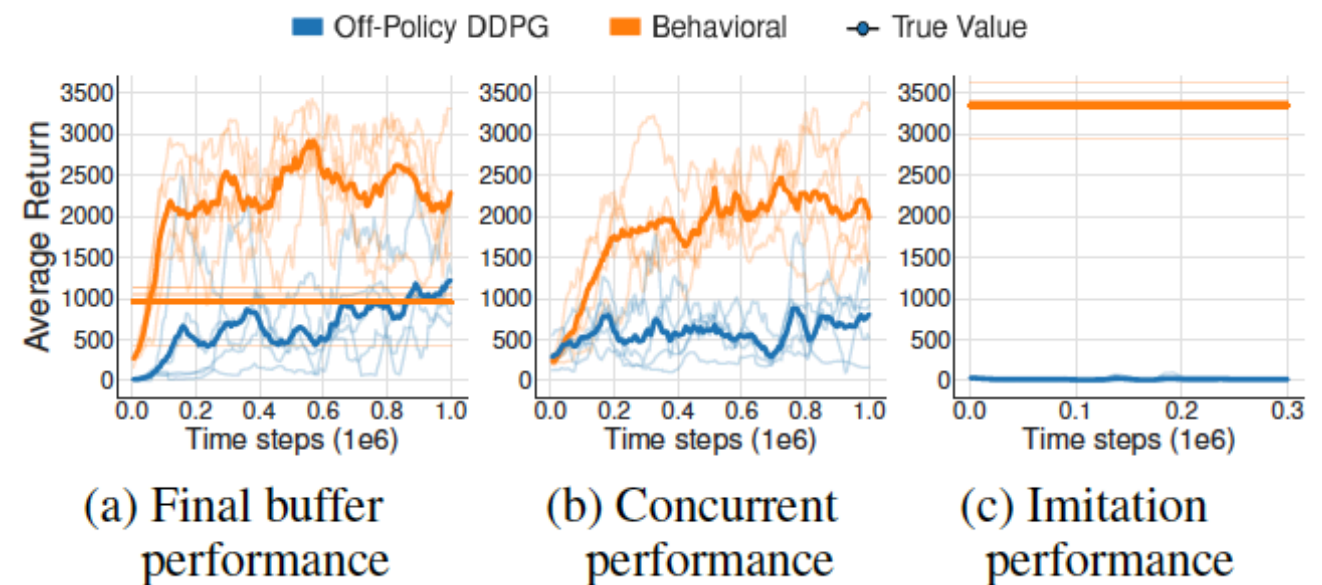 Off-Policy DDPG Behavioral True Value
Average Return
3500 3000 2500 2000 1500 1000 500 0
0.0 0.2 0.4 0.6 0.8 1.0
Time steps (1e6)
3500 3000 2500 2000 1500 1000 500 0
0.0 0.2 0.4 0.6 0.8 1.0
Time steps (1e6)
3500 3000 2500 2000 1500 1000 500 0
0.0 0.1 0.2 0.3
Time steps (1e6)
(a) Final buffer
performance
(b) Concurrent
performance
(c) Imitation
performance